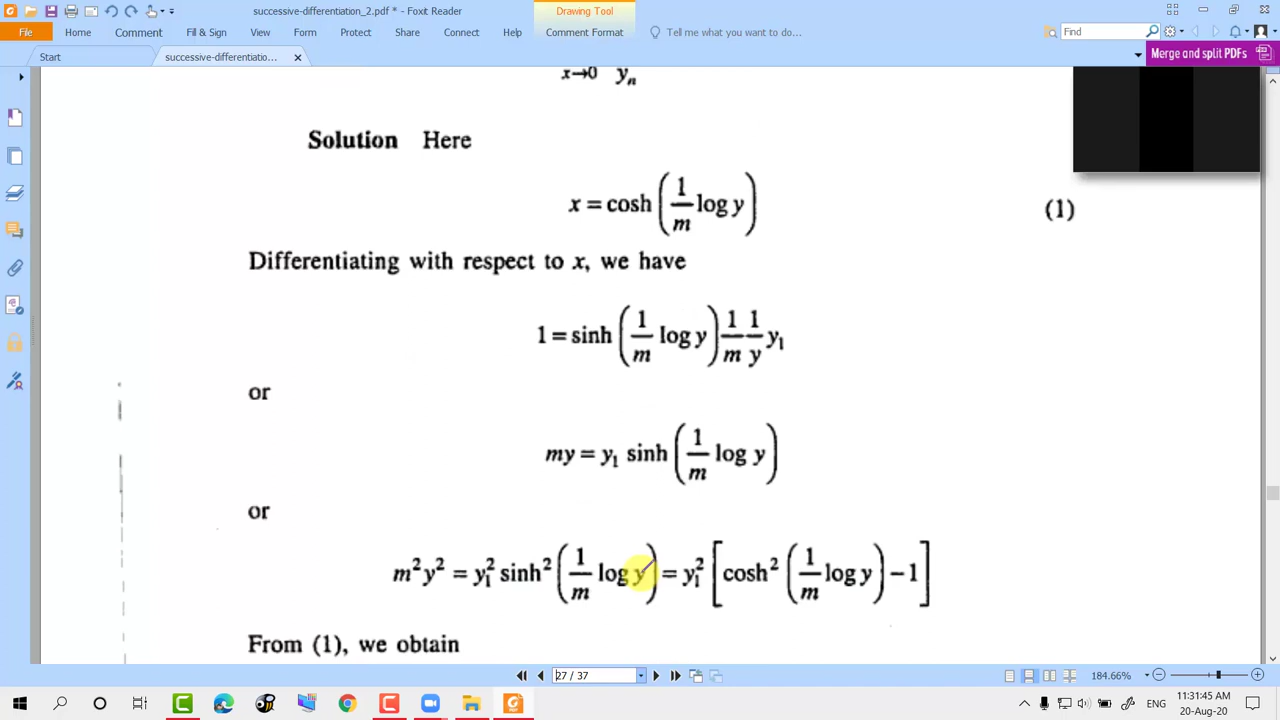 successive-differentiation_2.pdf * - Foxit Reader
Drawing Tool
File Home Comment Fill & Sign View Form Protect Share Connect Help Comment Format Tell me what you want to do... Find
Start successive-differentiatio... Merge and split PDFs
x→0 yₙ
Solution Here
x = cosh (1/m log y) (1)
Differentiating with respect to x, we have
1 = sinh (1/m log y) 1/m 1/y y₁
or
my = y₁ sinh (1/m log y)
or
m²y² = y₁² sinh² (1/m log y) = y₁² [cosh² (1/m log y) − 1]
From (1), we obtain
27 / 37 184.66%
ENG 11:31:45 AM
20-Aug-20